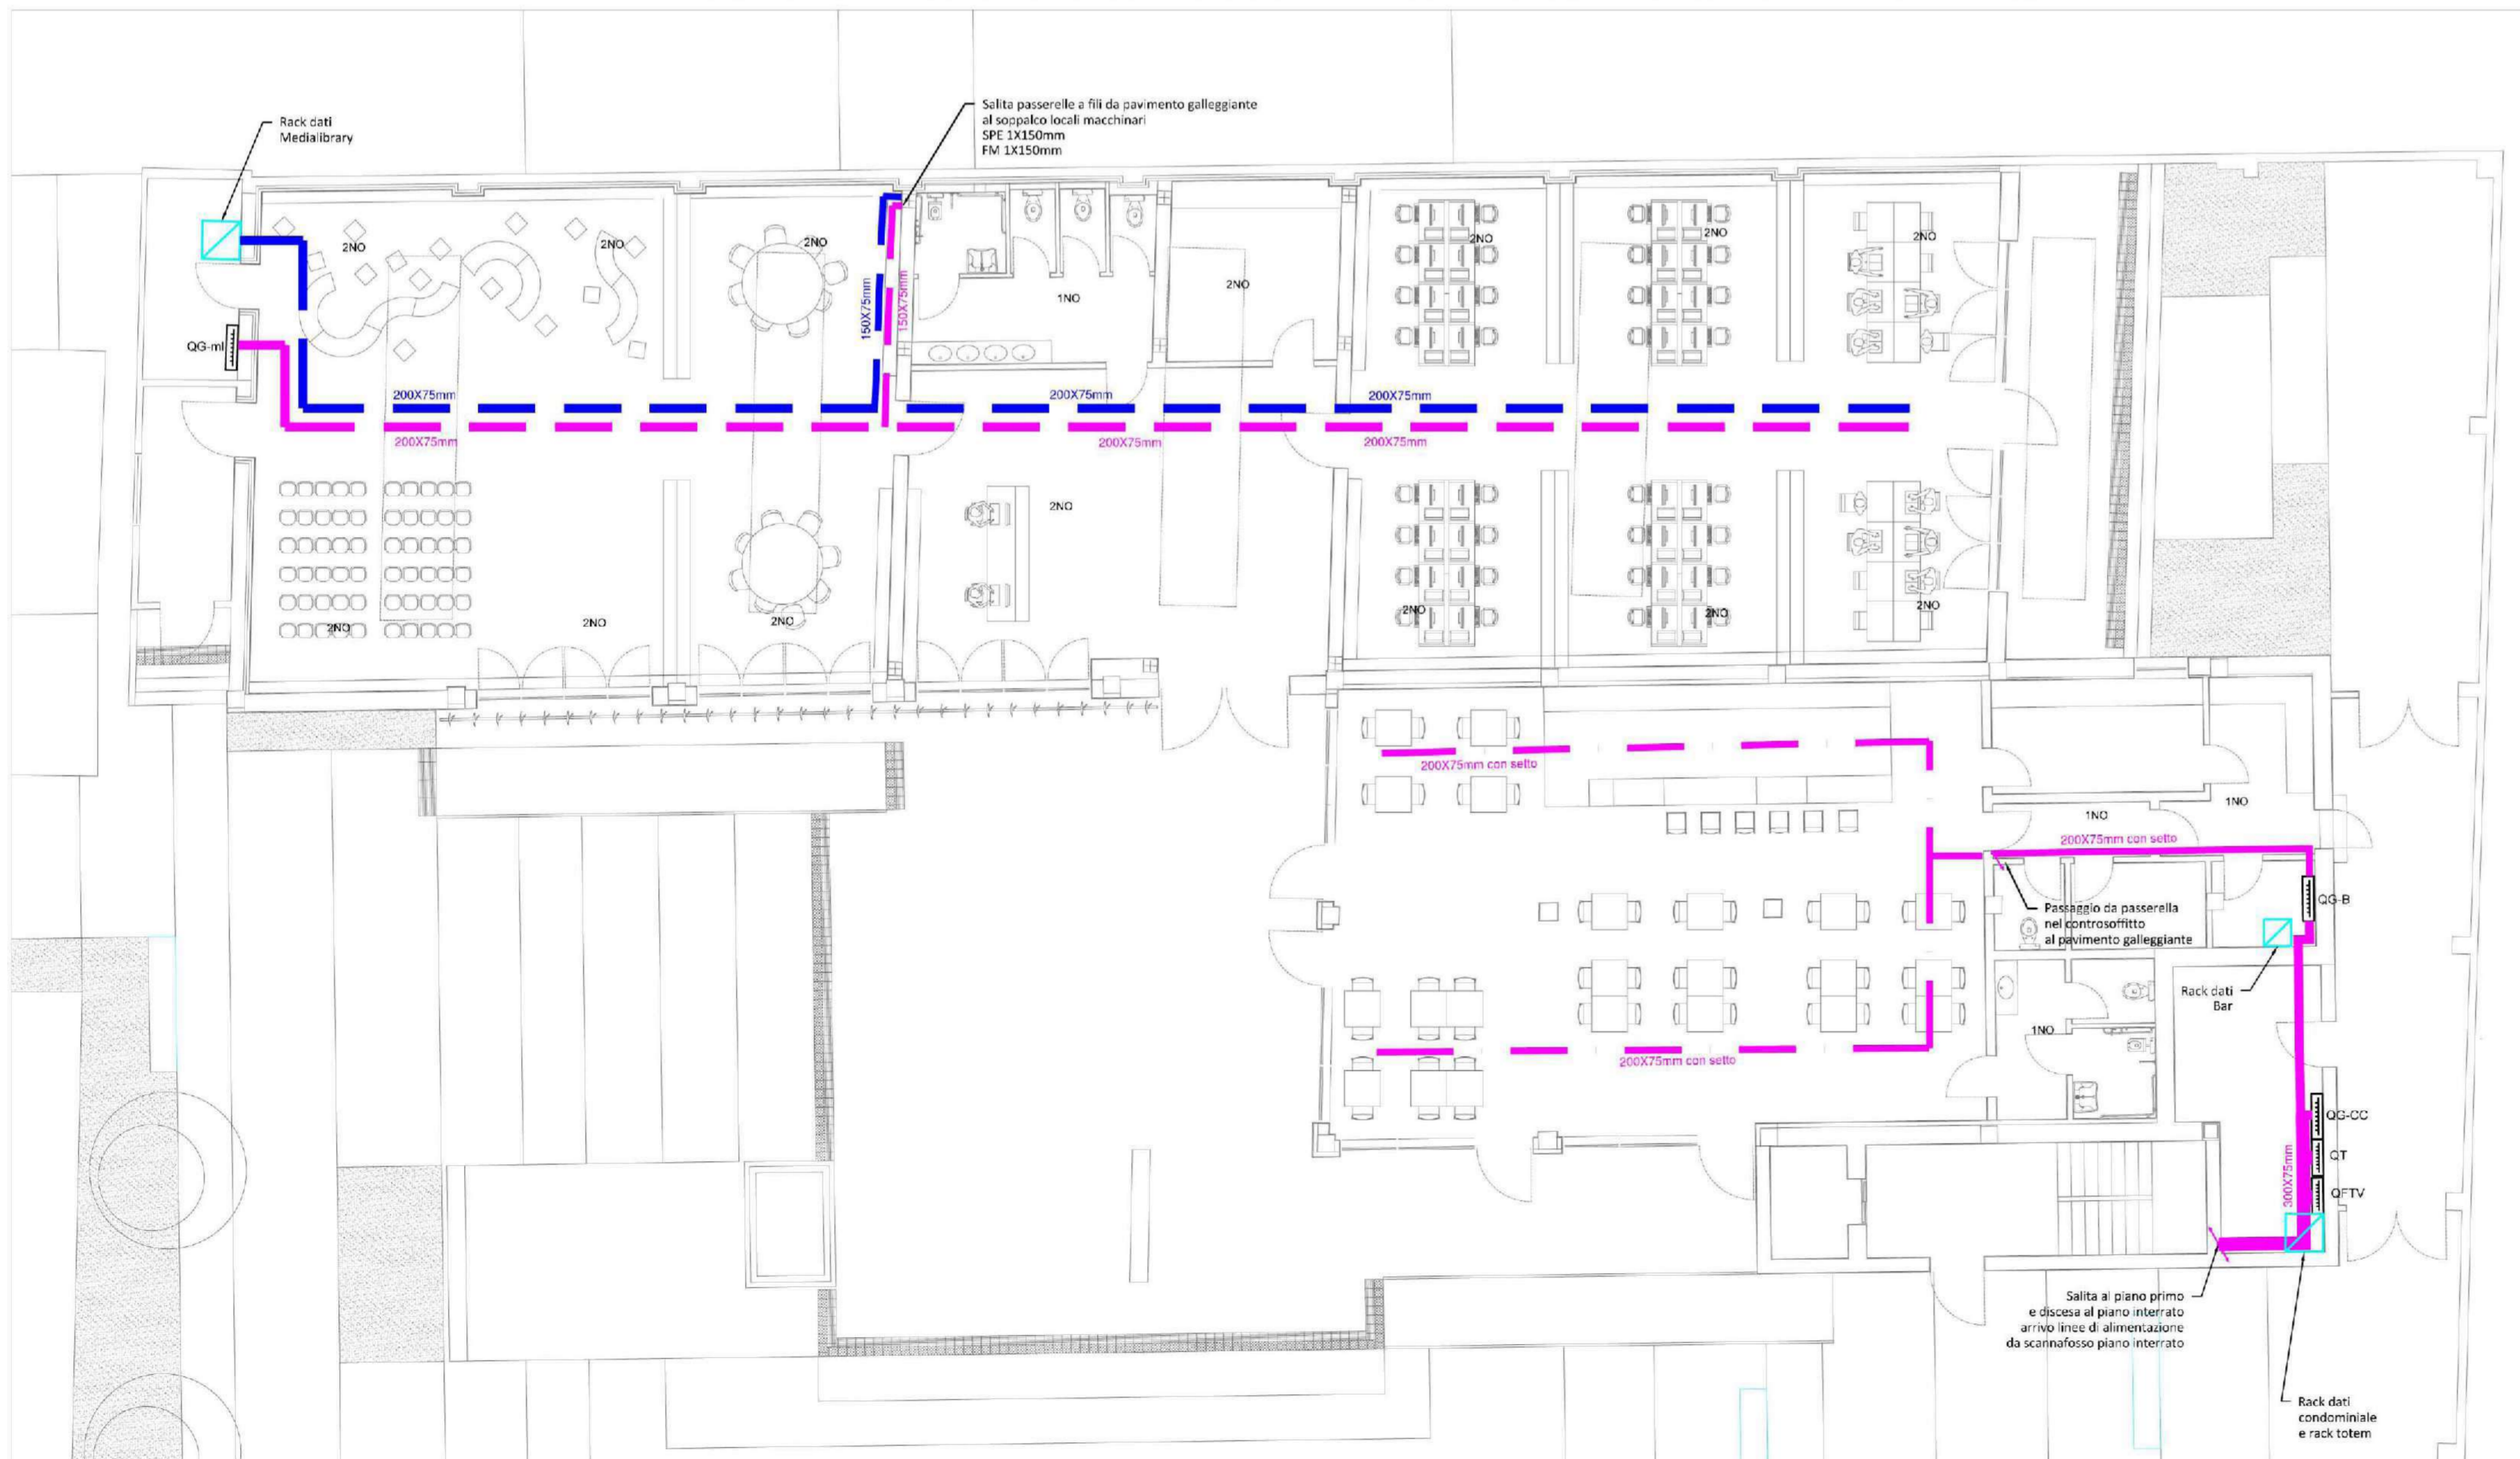 Salita passerelle a fili da pavimento galleggiante
al soppalco locali macchinari
SPE 1X150mm
FM 1X150mm
Rack dati
Medialibrary
2NO
2NO
2NO
2NO
2NO
2NO
2NO
1NO
QG-ml
150X75mm
150X75mm
200X75mm
200X75mm
200X75mm
200X75mm
200X75mm
200X75mm
2NO
2NO
2NO
2NO
2NO
2NO
2NO
200X75mm con setto
1NO
1NO
200X75mm con setto
QG-B
Passaggio da passerella
nel controsoffitto
al pavimento galleggiante
Rack dati
Bar
1NO
200X75mm con setto
QG-CC
QT
QFTV
300X75mm
Salita al piano primo
e discesa al piano interrato
arrivo linee di alimentazione
da scannafosso piano interrato
Rack dati
condominiale
e rack totem